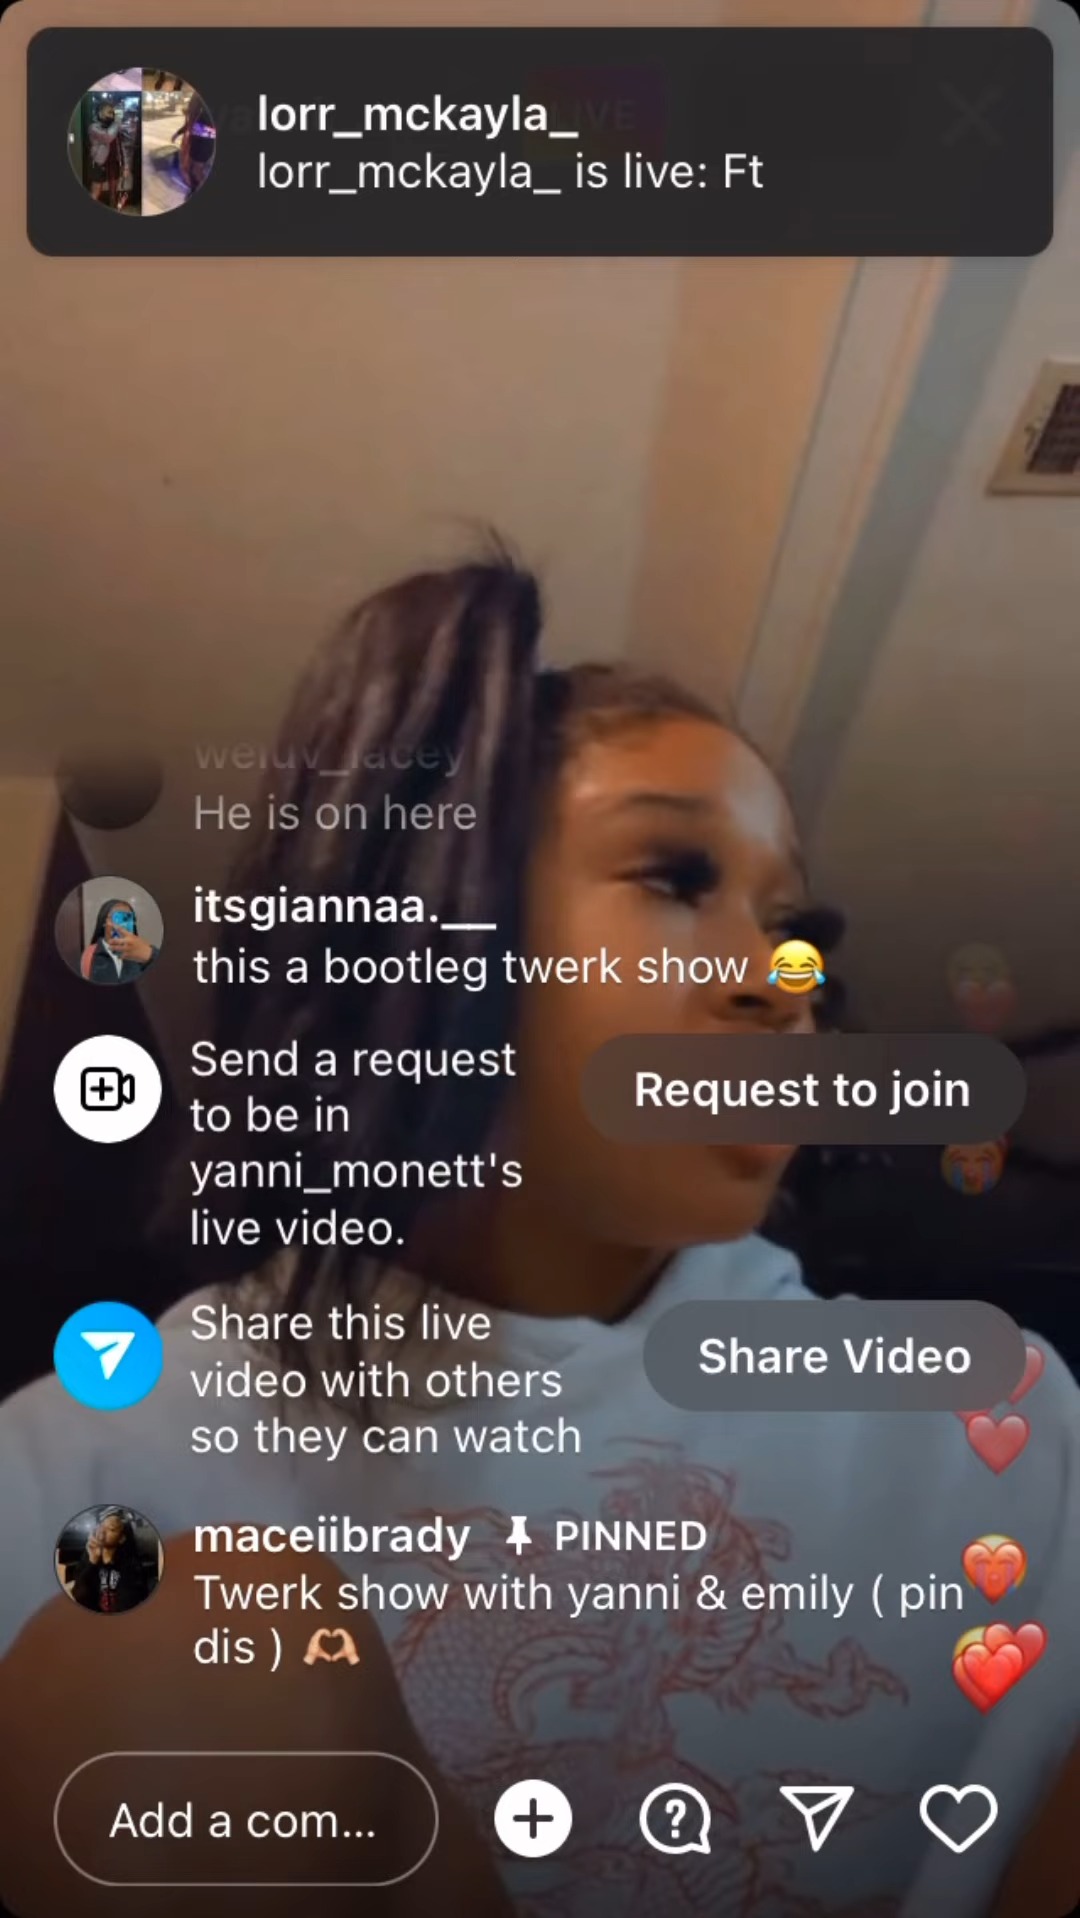 lorr_mckayla_
lorr_mckayla_ is live: Ft
LIVE
weluv_lacey
He is on here
itsgiannaa.__
this a bootleg twerk show 😂
Send a request
to be in
yanni_monett's
live video.
Request to join
Share this live
video with others
so they can watch
Share Video
maceiibrady PINNED
Twerk show with yanni & emily ( pin
dis ) 🫶🏼
Add a com...